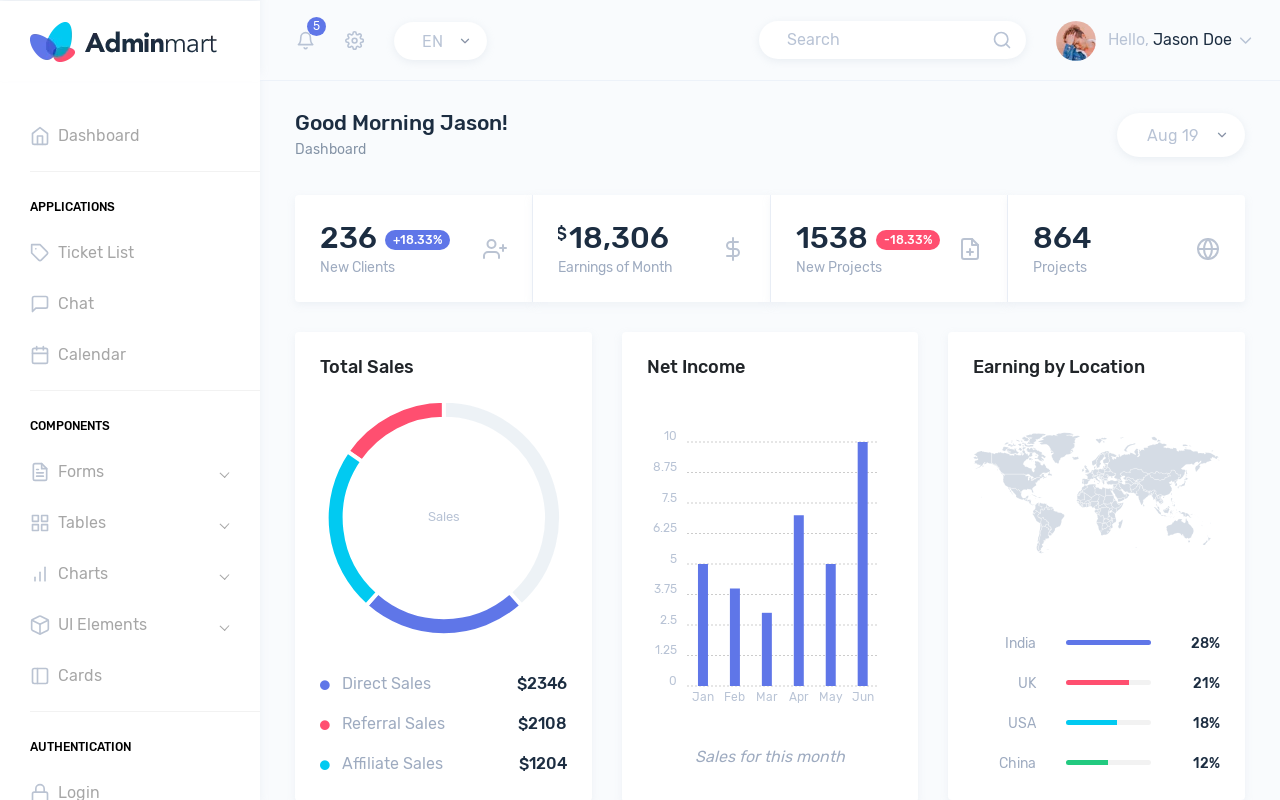 Adminmart
5
EN
Search
Hello, Jason Doe
Dashboard
APPLICATIONS
Ticket List
Chat
Calendar
COMPONENTS
Forms
Tables
Charts
UI Elements
Cards
AUTHENTICATION
Login
Good Morning Jason!
Dashboard
Aug 19
236 +18.33%
New Clients
$18,306
Earnings of Month
1538 -18.33%
New Projects
864
Projects
Total Sales
Sales
Direct Sales $2346
Referral Sales $2108
Affiliate Sales $1204
Net Income
10
8.75
7.5
6.25
5
3.75
2.5
1.25
0
Jan Feb Mar Apr May Jun
Sales for this month
Earning by Location
India 28%
UK 21%
USA 18%
China 12%